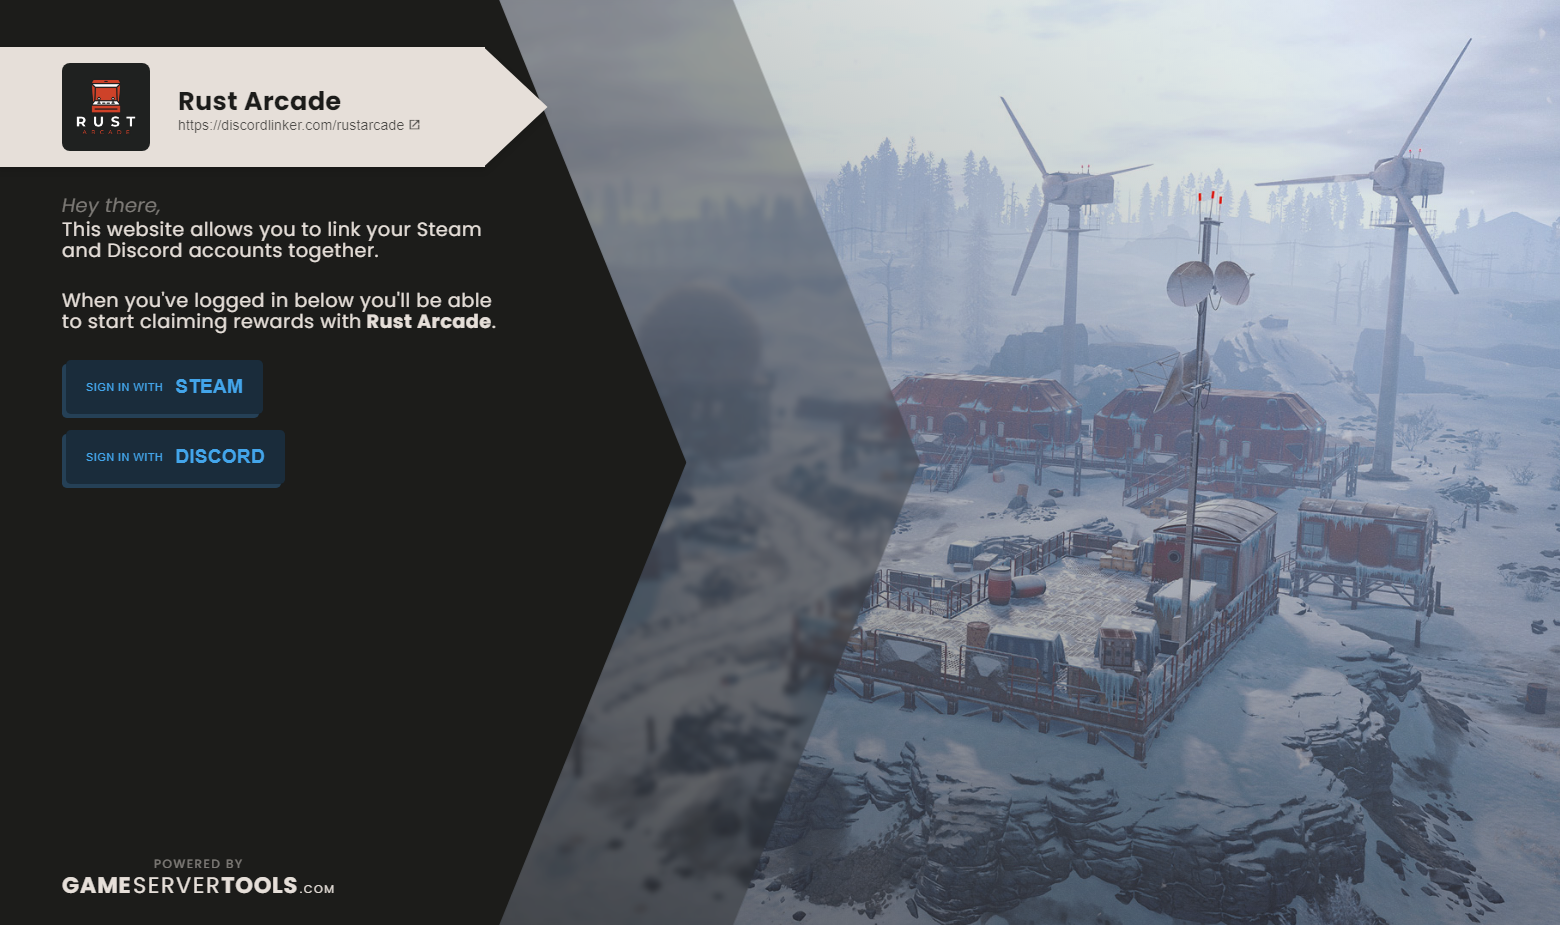 RUST
ARCADE
Rust Arcade
https://discordlinker.com/rustarcade
Hey there,
This website allows you to link your Steam
and Discord accounts together.
When you've logged in below you'll be able
to start claiming rewards with Rust Arcade.
SIGN IN WITH STEAM
SIGN IN WITH DISCORD
POWERED BY
GAMESERVERTOOLS.COM